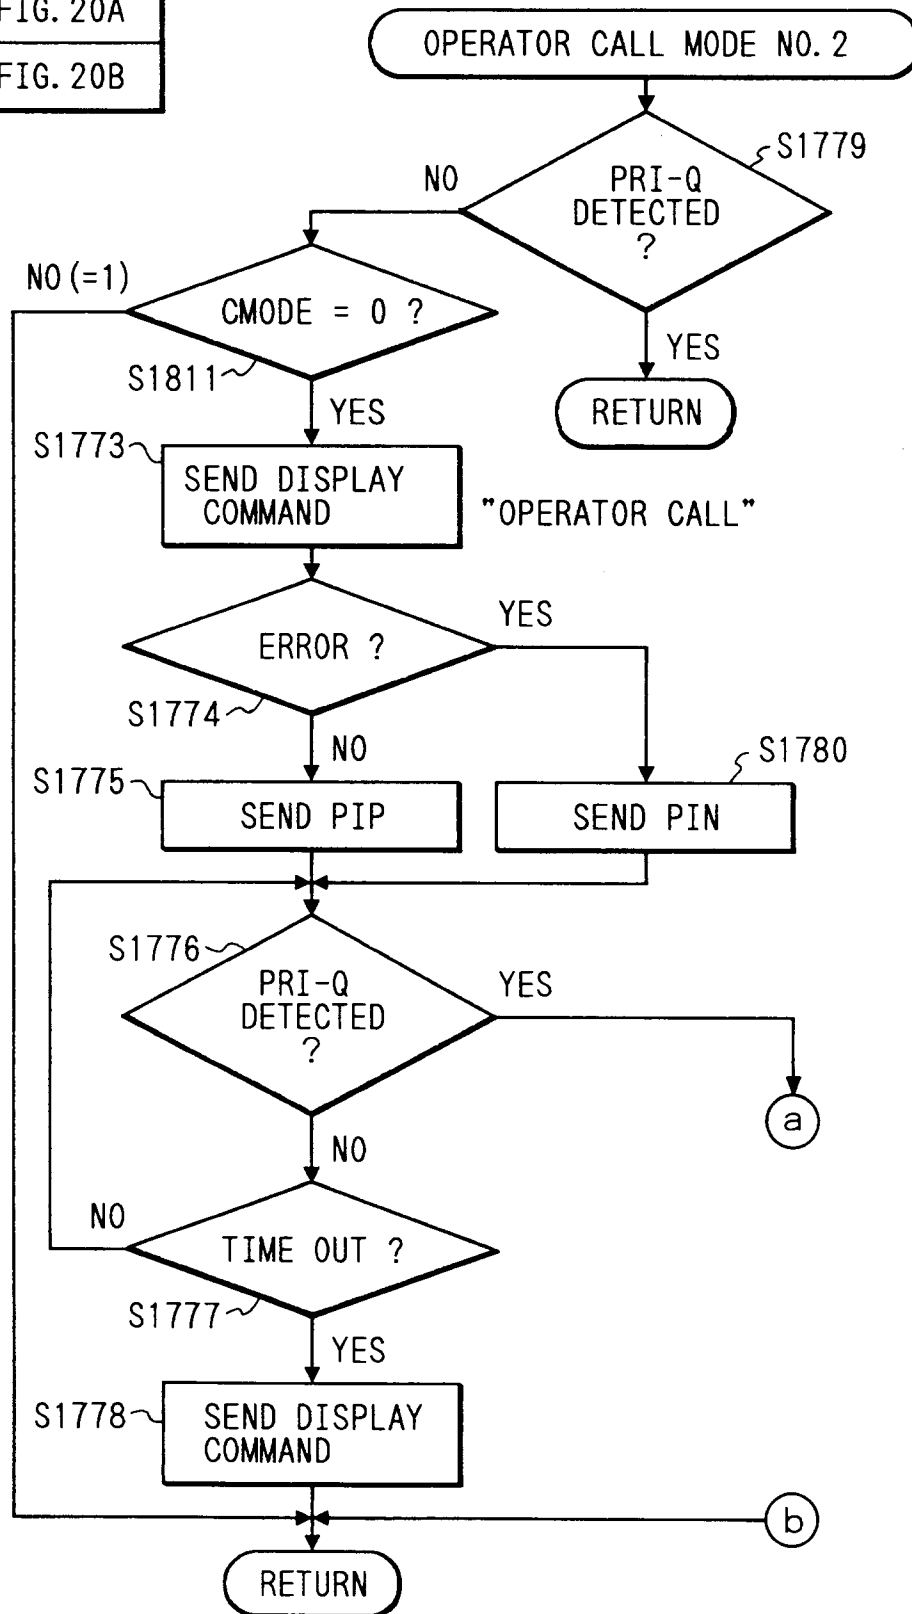 FIG. 20A
FIG. 20B
OPERATOR CALL MODE NO. 2
S1779
PRI-Q
DETECTED
?
NO
YES
RETURN
NO (=1)
CMODE = 0 ?
S1811
YES
S1773
SEND DISPLAY
COMMAND
"OPERATOR CALL"
ERROR ?
YES
S1774
NO
S1775
SEND PIP
S1780
SEND PIN
S1776
PRI-Q
DETECTED
?
YES
a
NO
NO
TIME OUT ?
S1777
YES
S1778
SEND DISPLAY
COMMAND
b
RETURN